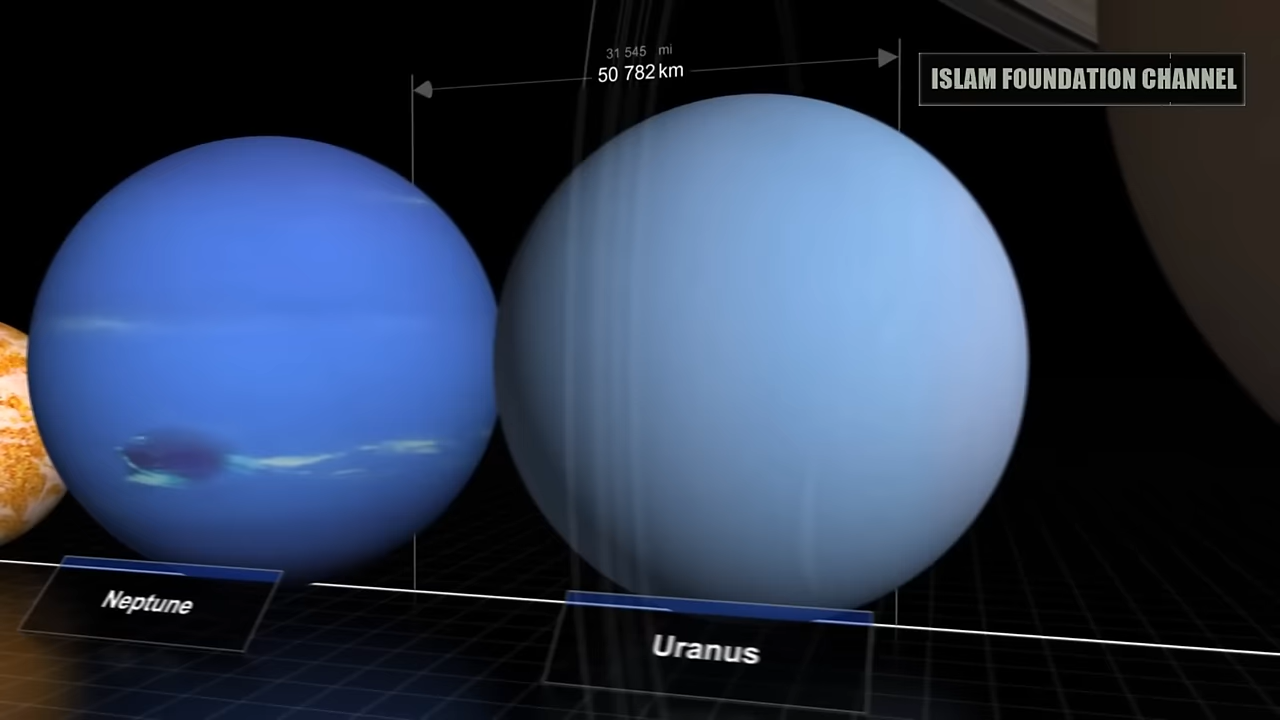 31 545 mi
50 782 km
ISLAM FOUNDATION CHANNEL
Neptune
Uranus